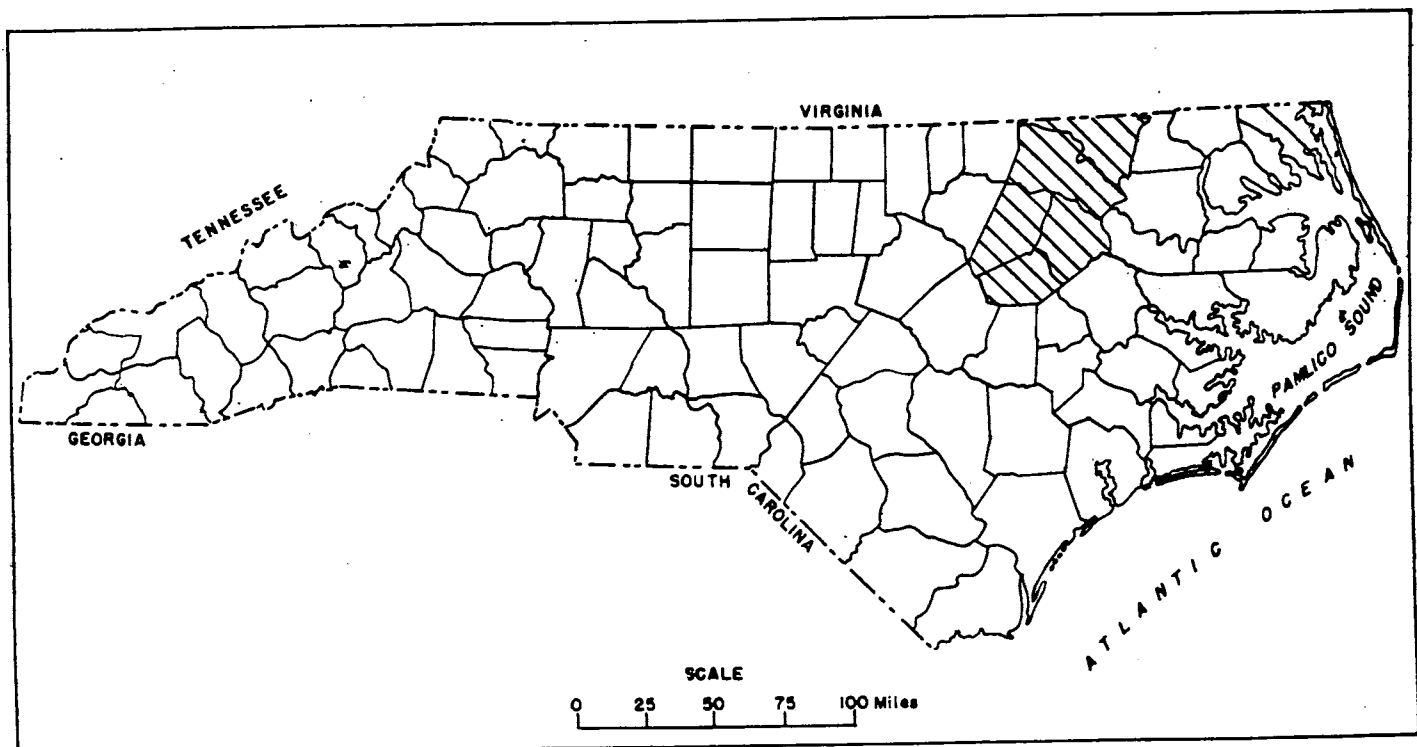 VIRGINIA
TENNESSEE
PAMLICO SOUND
GEORGIA
SOUTH CAROLINA
ATLANTIC OCEAN
SCALE
0 25 50 75 100 Miles